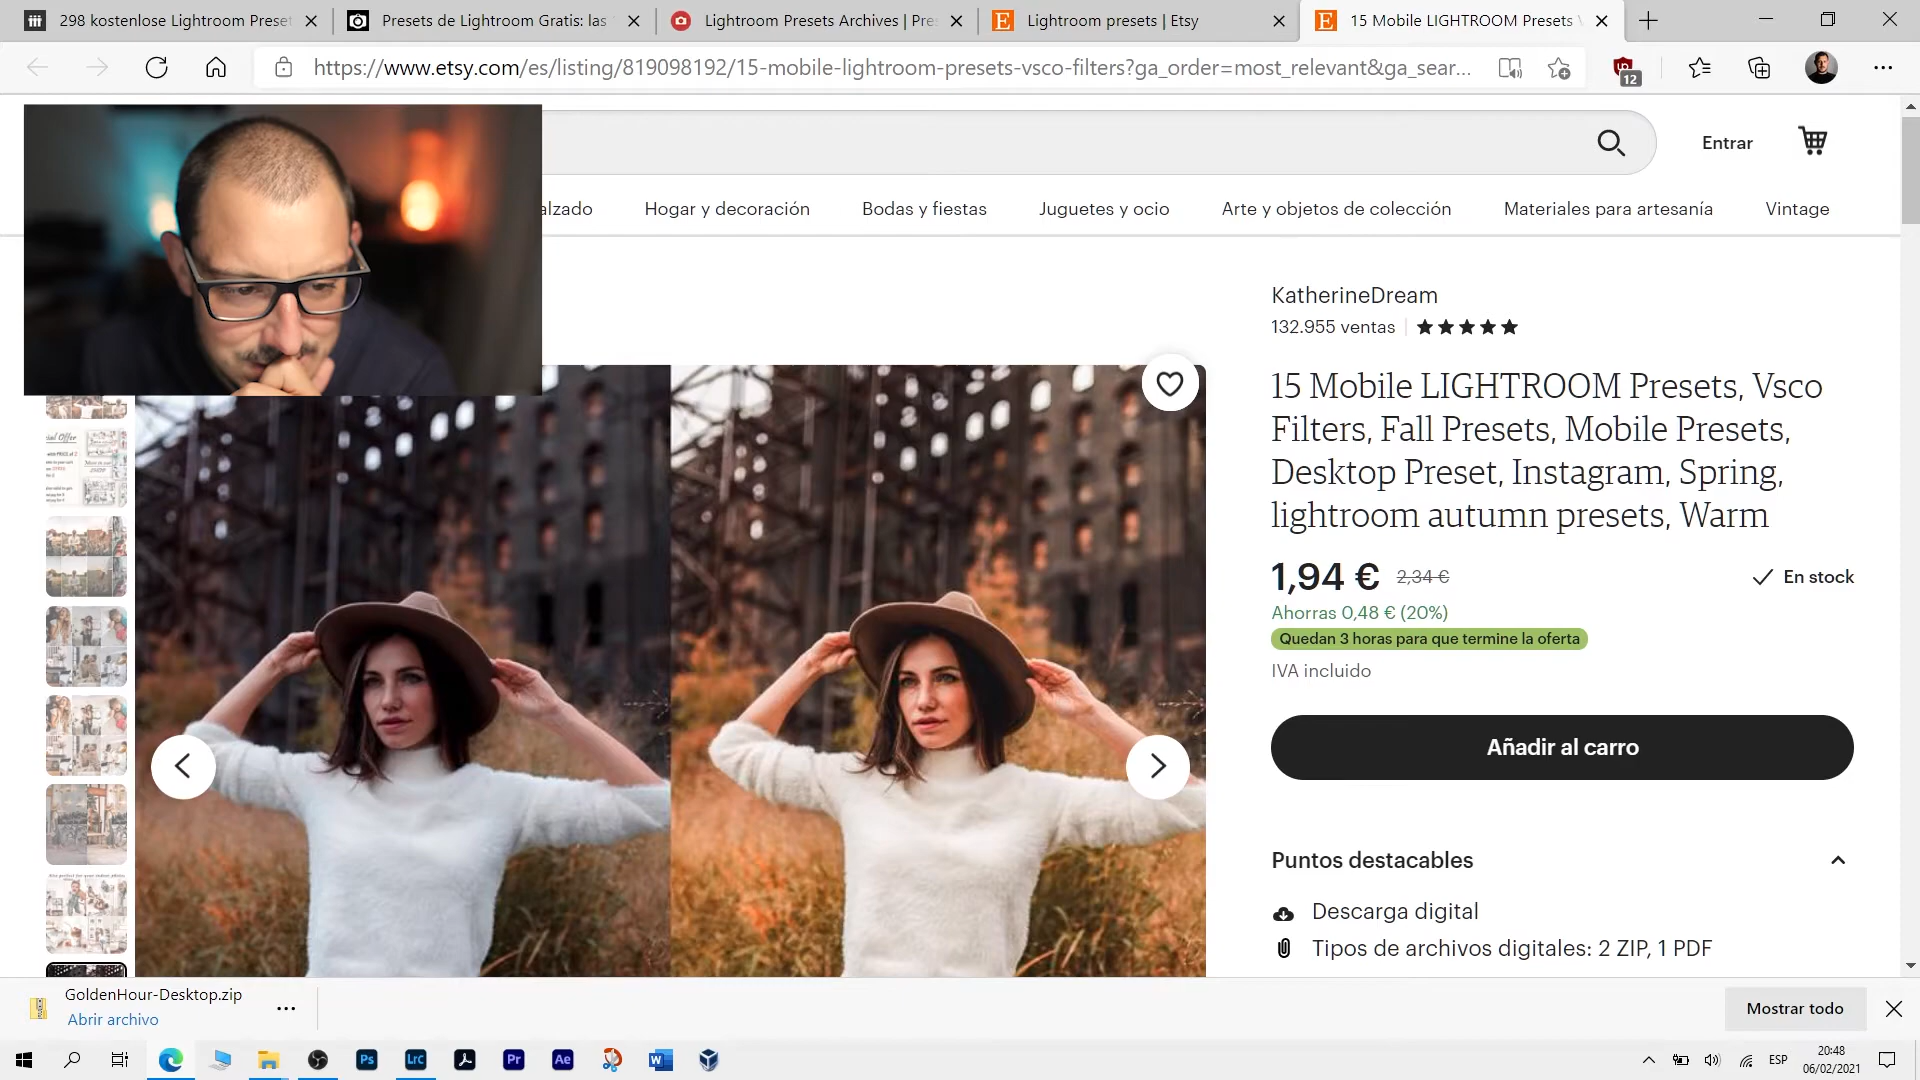 298 kostenlose Lightroom Preset
Presets de Lightroom Gratis: las
Lightroom Presets Archives | Pre
Lightroom presets | Etsy
15 Mobile LIGHTROOM Presets
https://www.etsy.com/es/listing/819098192/15-mobile-lightroom-presets-vsco-filters?ga_order=most_relevant&ga_sear...
12
Entrar
alzado
Hogar y decoración
Bodas y fiestas
Juguetes y ocio
Arte y objetos de colección
Materiales para artesanía
Vintage
KatherineDream
132.955 ventas
15 Mobile LIGHTROOM Presets, Vsco
Filters, Fall Presets, Mobile Presets,
Desktop Preset, Instagram, Spring,
lightroom autumn presets, Warm
1,94 € 2,34 €
En stock
Ahorras 0,48 € (20%)
Quedan 3 horas para que termine la oferta
IVA incluido
Añadir al carro
Puntos destacables
Descarga digital
Tipos de archivos digitales: 2 ZIP, 1 PDF
GoldenHour-Desktop.zip
Abrir archivo
Mostrar todo
Ps
Lrc
Pr
Ae
ESP
20:48
06/02/2021